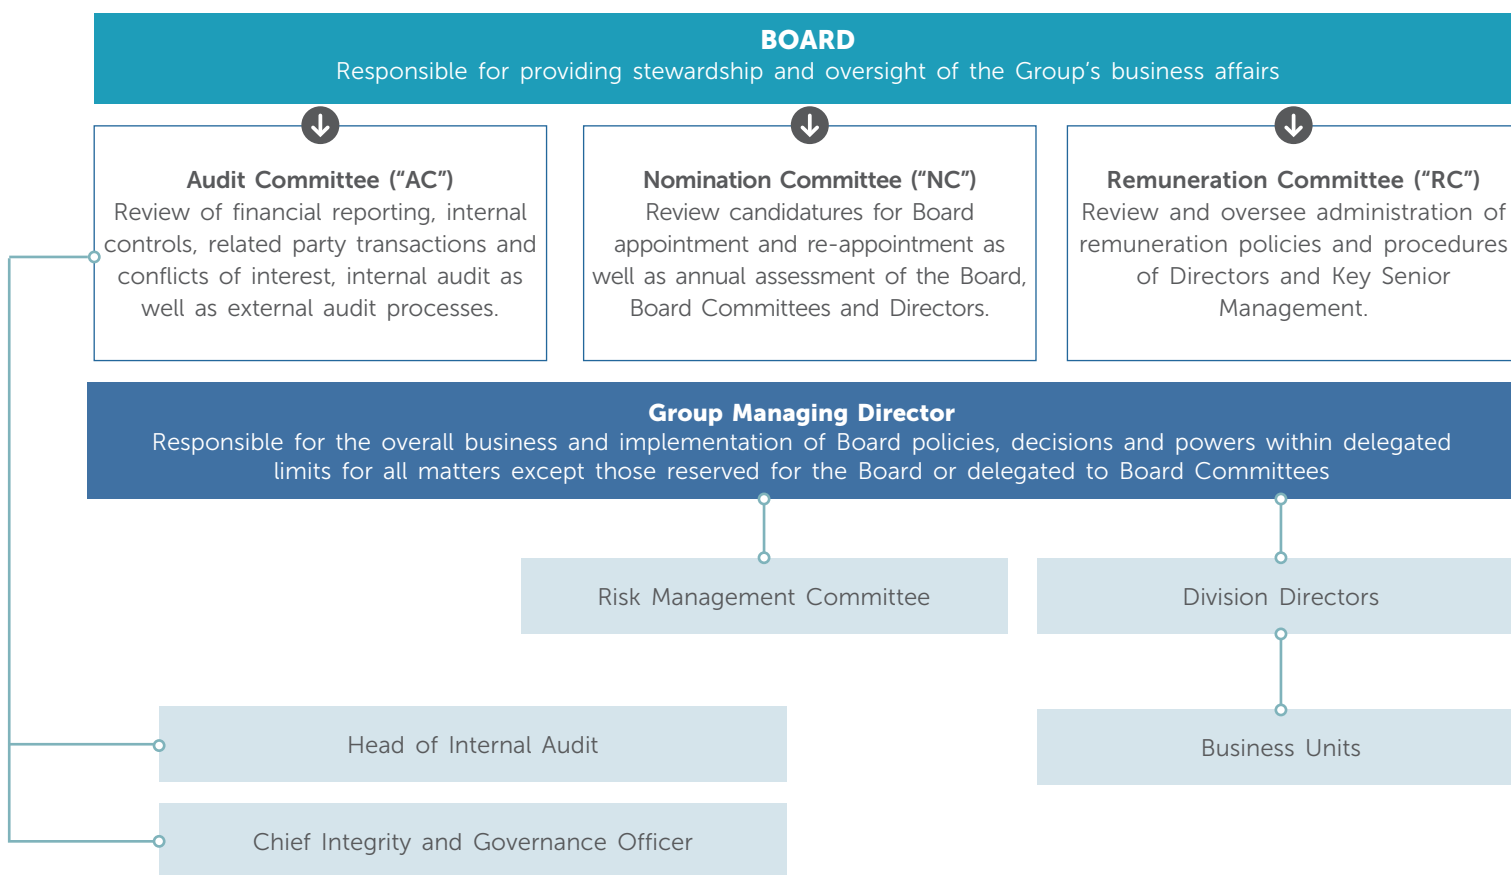 BOARD
Responsible for providing stewardship and oversight of the Group’s business affairs
Audit Committee (“AC”)
Review of financial reporting, internal
controls, related party transactions and
conflicts of interest, internal audit as
well as external audit processes.
Nomination Committee (“NC”)
Review candidatures for Board
appointment and re-appointment as
well as annual assessment of the Board,
Board Committees and Directors.
Remuneration Committee (“RC”)
Review and oversee administration of
remuneration policies and procedures
of Directors and Key Senior
Management.
Group Managing Director
Responsible for the overall business and implementation of Board policies, decisions and powers within delegated
limits for all matters except those reserved for the Board or delegated to Board Committees
Risk Management Committee
Division Directors
Head of Internal Audit
Business Units
Chief Integrity and Governance Officer